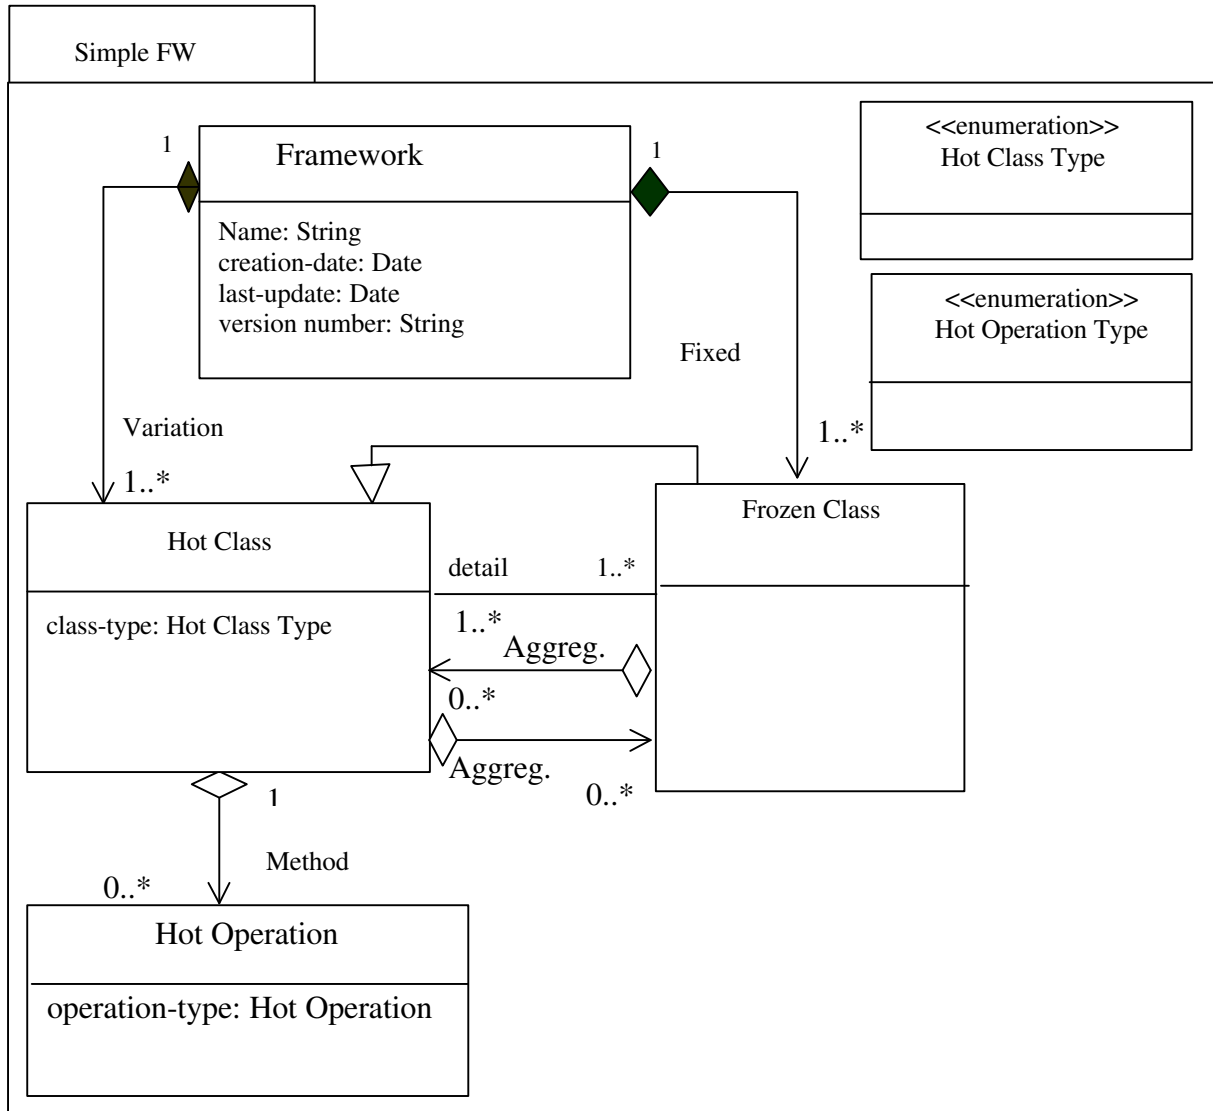 Simple FW
1
Framework
1
<<enumeration>>
Hot Class Type
Name: String
creation-date: Date
last-update: Date
version number: String
<<enumeration>>
Hot Operation Type
Fixed
Variation
1..*
1..*
Hot Class
Frozen Class
detail
1..*
class-type: Hot Class Type
1..*
Aggreg.
0..*
Aggreg.
0..*
1
Method
0..*
Hot Operation
operation-type: Hot Operation